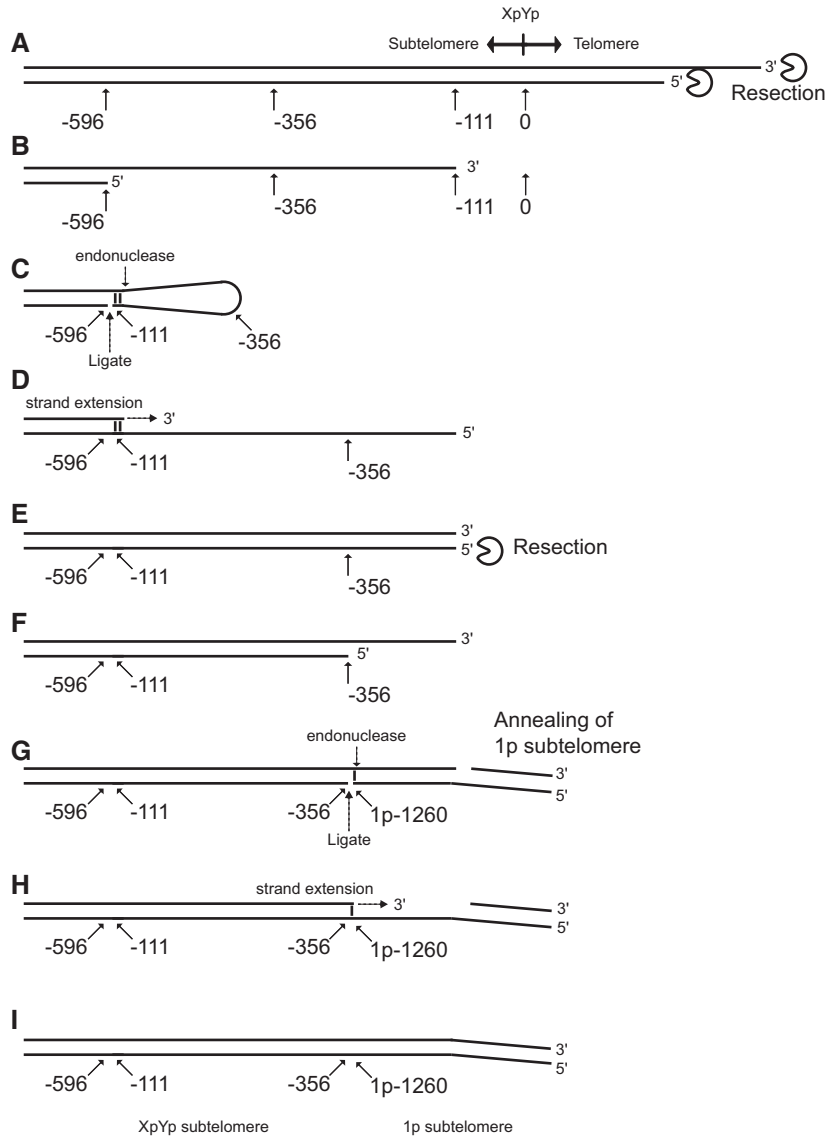 XpYp
A
Subtelomere
Telomere
3'
5'
Resection
-596
-356
-111
0
B
3'
5'
-596
-356
-111
0
C
endonuclease
-596
-111
-356
Ligate
D
strand extension
3'
5'
-596
-111
-356
E
3'
5'
Resection
-596
-111
-356
F
3'
5'
-596
-111
-356
Annealing of
1p subtelomere
G
endonuclease
3'
5'
-596
-111
-356
1p-1260
Ligate
H
strand extension
3'
3'
5'
-596
-111
-356
1p-1260
I
3'
5'
-596
-111
-356
1p-1260
XpYp subtelomere
1p subtelomere